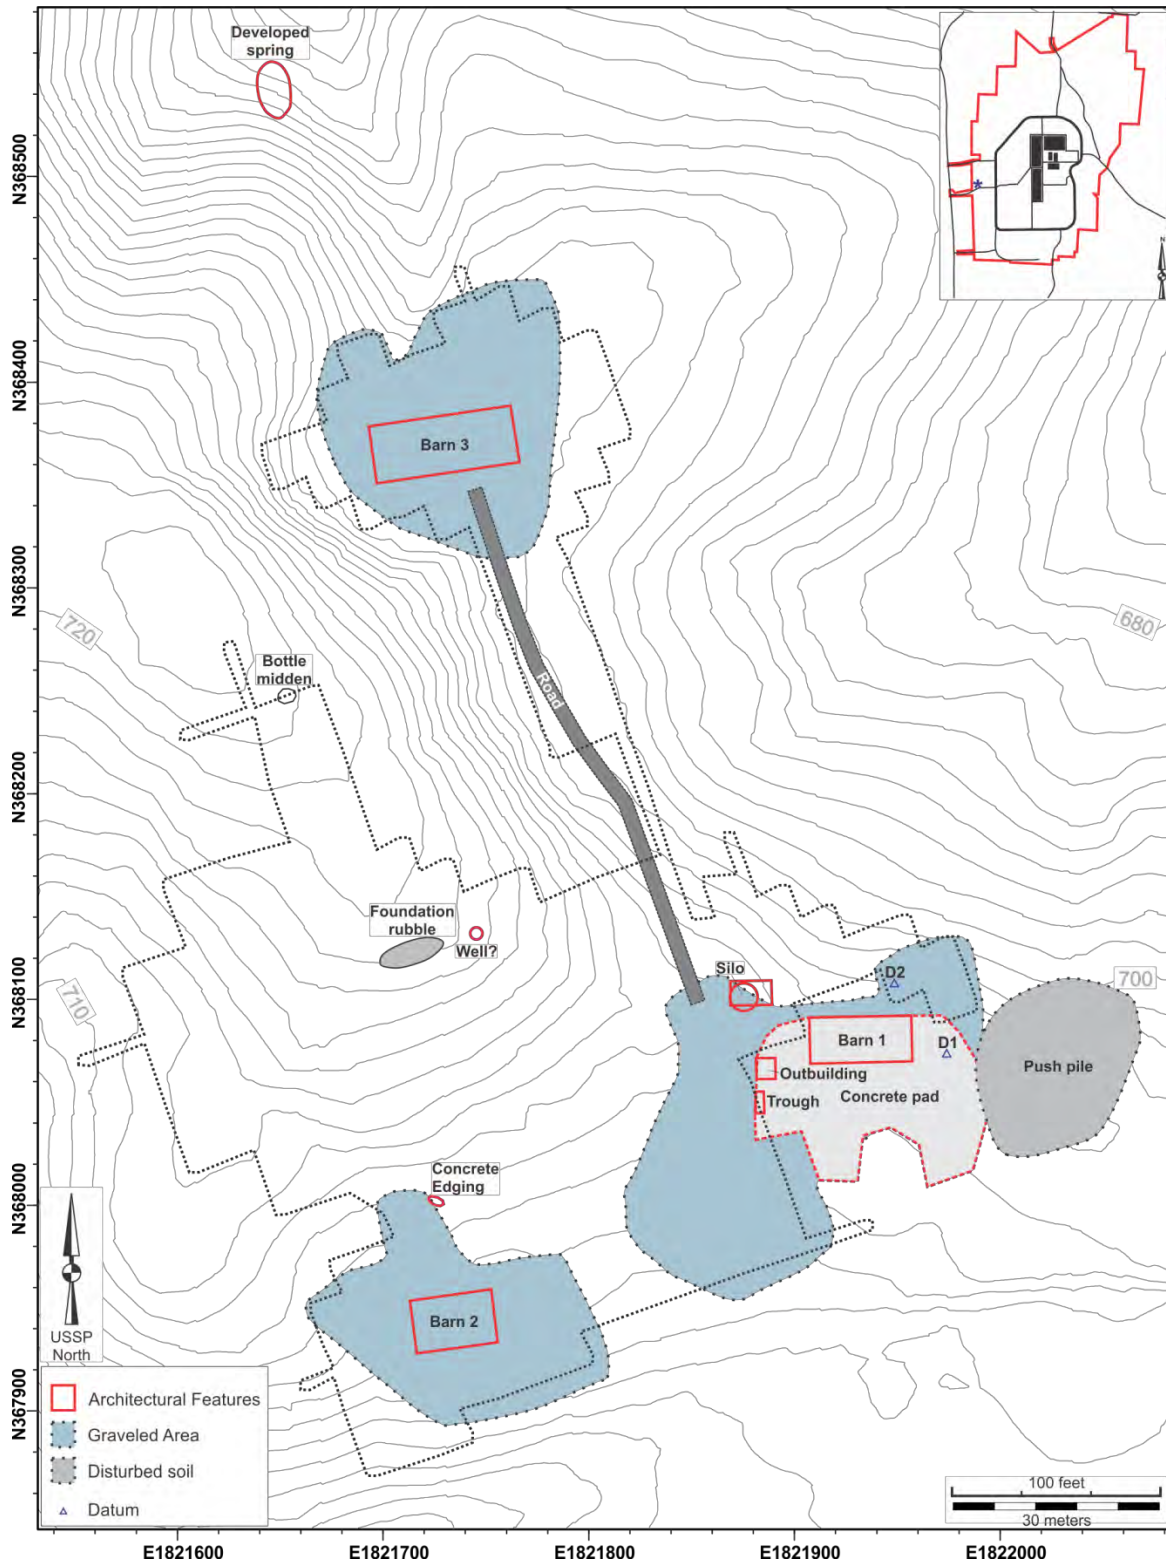 Developed
spring
N
N368500
N368400
Barn 3
N368300
720
680
Bottle
midden
Road
N368200
Foundation
rubble
Well?
Silo
D2
700
N368100
710
Barn 1
D1
Push pile
Outbuilding
Concrete pad
Trough
Concrete
Edging
N368000
Barn 2
USSP
North
N367900
Architectural Features
Graveled Area
Disturbed soil
Datum
100 feet
30 meters
E1821600
E1821700
E1821800
E1821900
E1822000